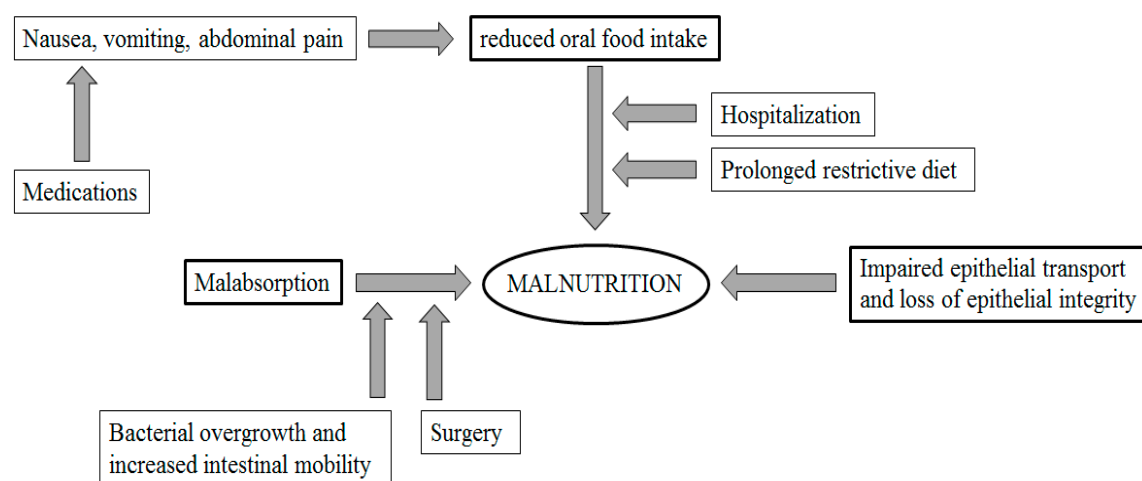 Nausea, vomiting, abdominal pain
reduced oral food intake
Hospitalization
Prolonged restrictive diet
Medications
Malabsorption
MALNUTRITION
Impaired epithelial transport
and loss of epithelial integrity
Bacterial overgrowth and
increased intestinal mobility
Surgery